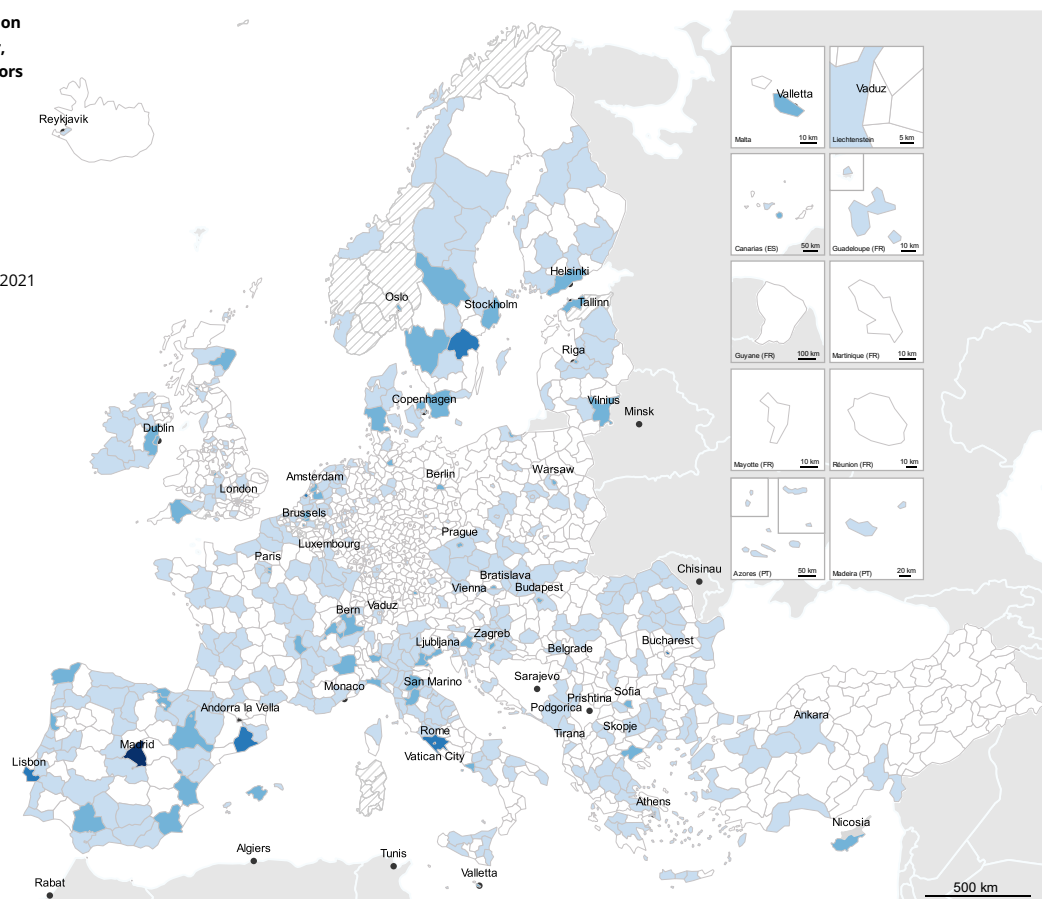 on
,
ors
2021
Reykjavik
Helsinki
Oslo
Stockholm
Tallinn
Riga
Copenhagen
Vilnius
Minsk
Dublin
Amsterdam
Berlin
Warsaw
London
Brussels
Prague
Luxembourg
Paris
Chisinau
Bratislava
Vienna
Budapest
Bern
Vaduz
Zagreb
Ljubljana
Bucharest
Belgrade
Monaco
San Marino
Sarajevo
Prishtina
Sofia
Podgorica
Andorra la Vella
Skopje
Ankara
Tirana
Rome
Madrid
Vatican City
Lisbon
Athens
Nicosia
Algiers
Tunis
Valletta
Rabat
Valletta
Malta
10 km
Vaduz
Liechtenstein
5 km
Canarias (ES)
50 km
Guadeloupe (FR)
10 km
Guyane (FR)
100 km
Martinique (FR)
10 km
Mayotte (FR)
10 km
Réunion (FR)
10 km
Azores (PT)
50 km
Madeira (PT)
20 km
500 km